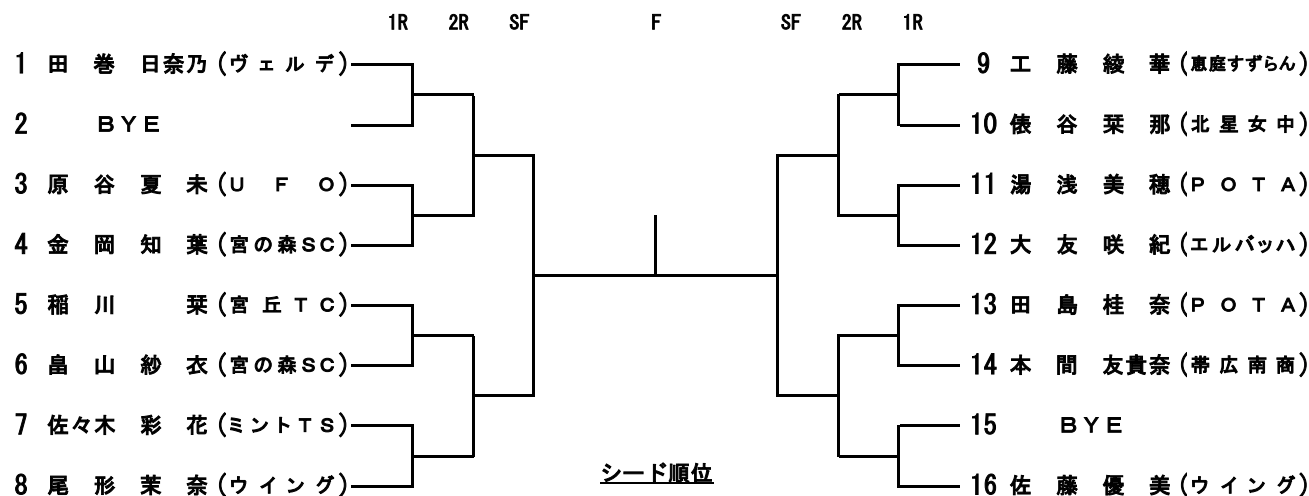 1R 2R SF F SF 2R 1R
1 田 巻 日奈乃 (ヴェルデ)
2 ＢＹＥ
3 原 谷 夏 未 (Ｕ Ｆ Ｏ)
4 金 岡 知 葉 (宮の森SC)
5 稲 川 栞 (宮丘ＴＣ)
6 畠 山 紗 衣 (宮の森SC)
7 佐々木 彩 花 (ミントＴＳ)
8 尾 形 茉 奈 (ウイング)
9 工 藤 綾 華 (恵庭すずらん)
10 俵 谷 栞 那 (北星女中)
11 湯 浅 美 穂 (ＰＯＴＡ)
12 大 友 咲 紀 (エルバッハ)
13 田 島 桂 奈 (ＰＯＴＡ)
14 本 間 友貴奈 (帯広南商)
15 ＢＹＥ
16 佐 藤 優 美 (ウイング)
シード順位